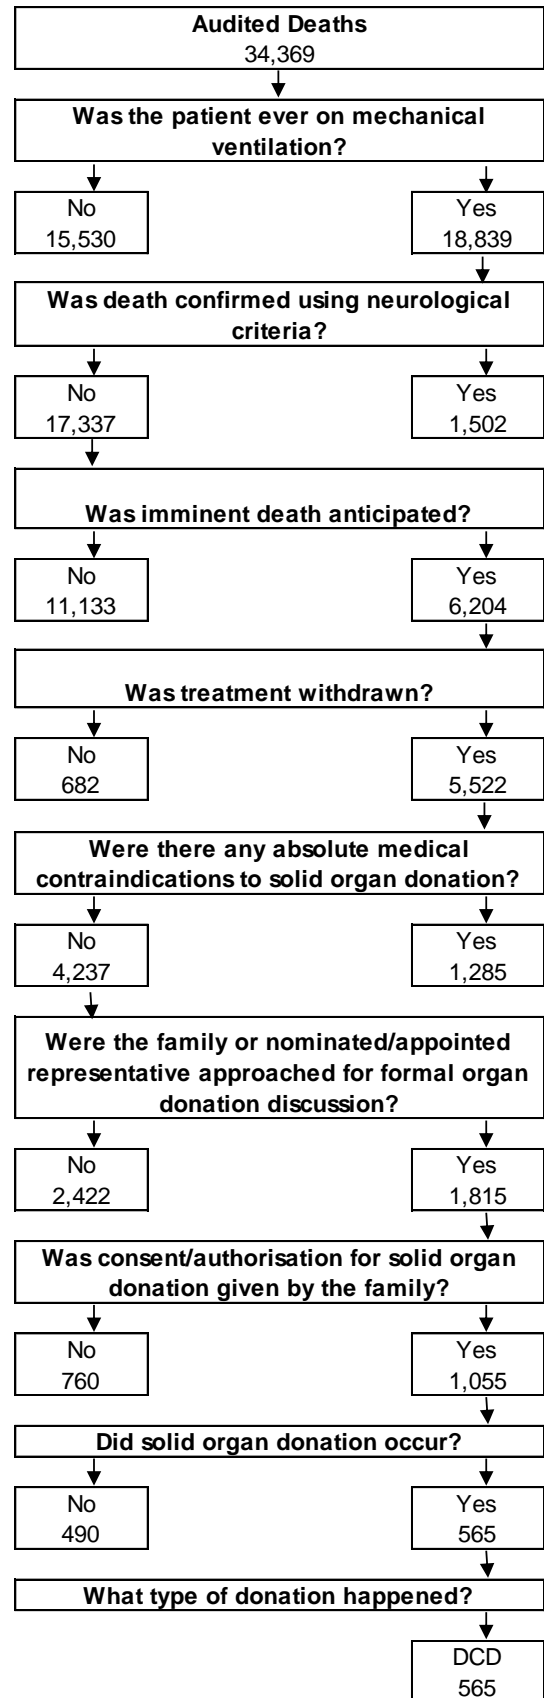 Audited Deaths
34,369
Was the patient ever on mechanical
ventilation?
No
15,530
Yes
18,839
Was death confirmed using neurological
criteria?
No
17,337
Yes
1,502
Was imminent death anticipated?
No
11,133
Yes
6,204
Was treatment withdrawn?
No
682
Yes
5,522
Were there any absolute medical
contraindications to solid organ donation?
No
4,237
Yes
1,285
Were the family or nominated/appointed
representative approached for formal organ
donation discussion?
No
2,422
Yes
1,815
Was consent/authorisation for solid organ
donation given by the family?
No
760
Yes
1,055
Did solid organ donation occur?
No
490
Yes
565
What type of donation happened?
DCD
565